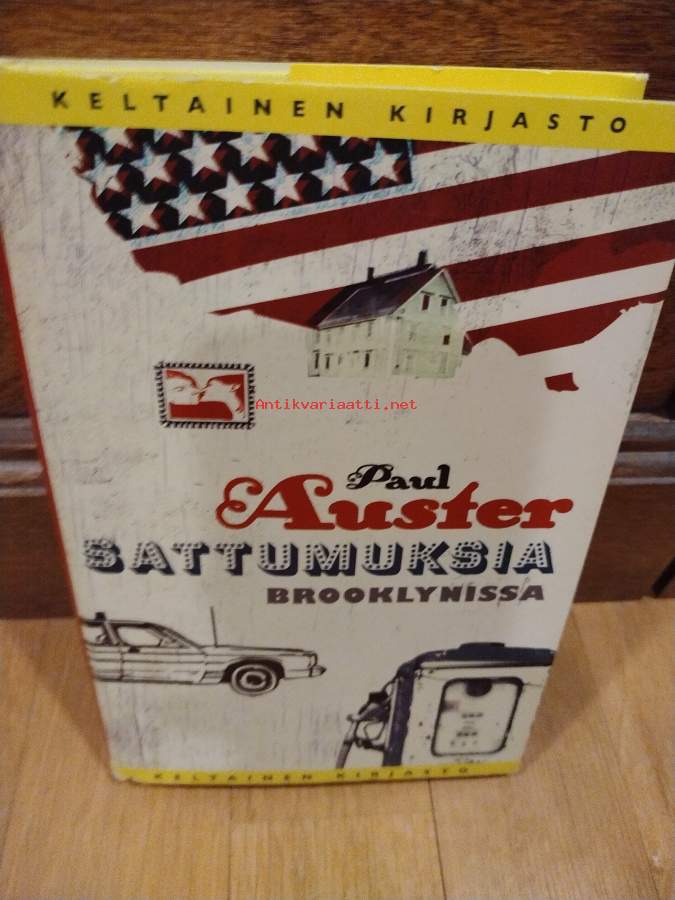 KELTAINEN KIRJASTO
Antikvariaatti.net
Paul
Auster
SATTUMUKSIA
BROOKLYNISSA
KELTAINEN KIRJASTO